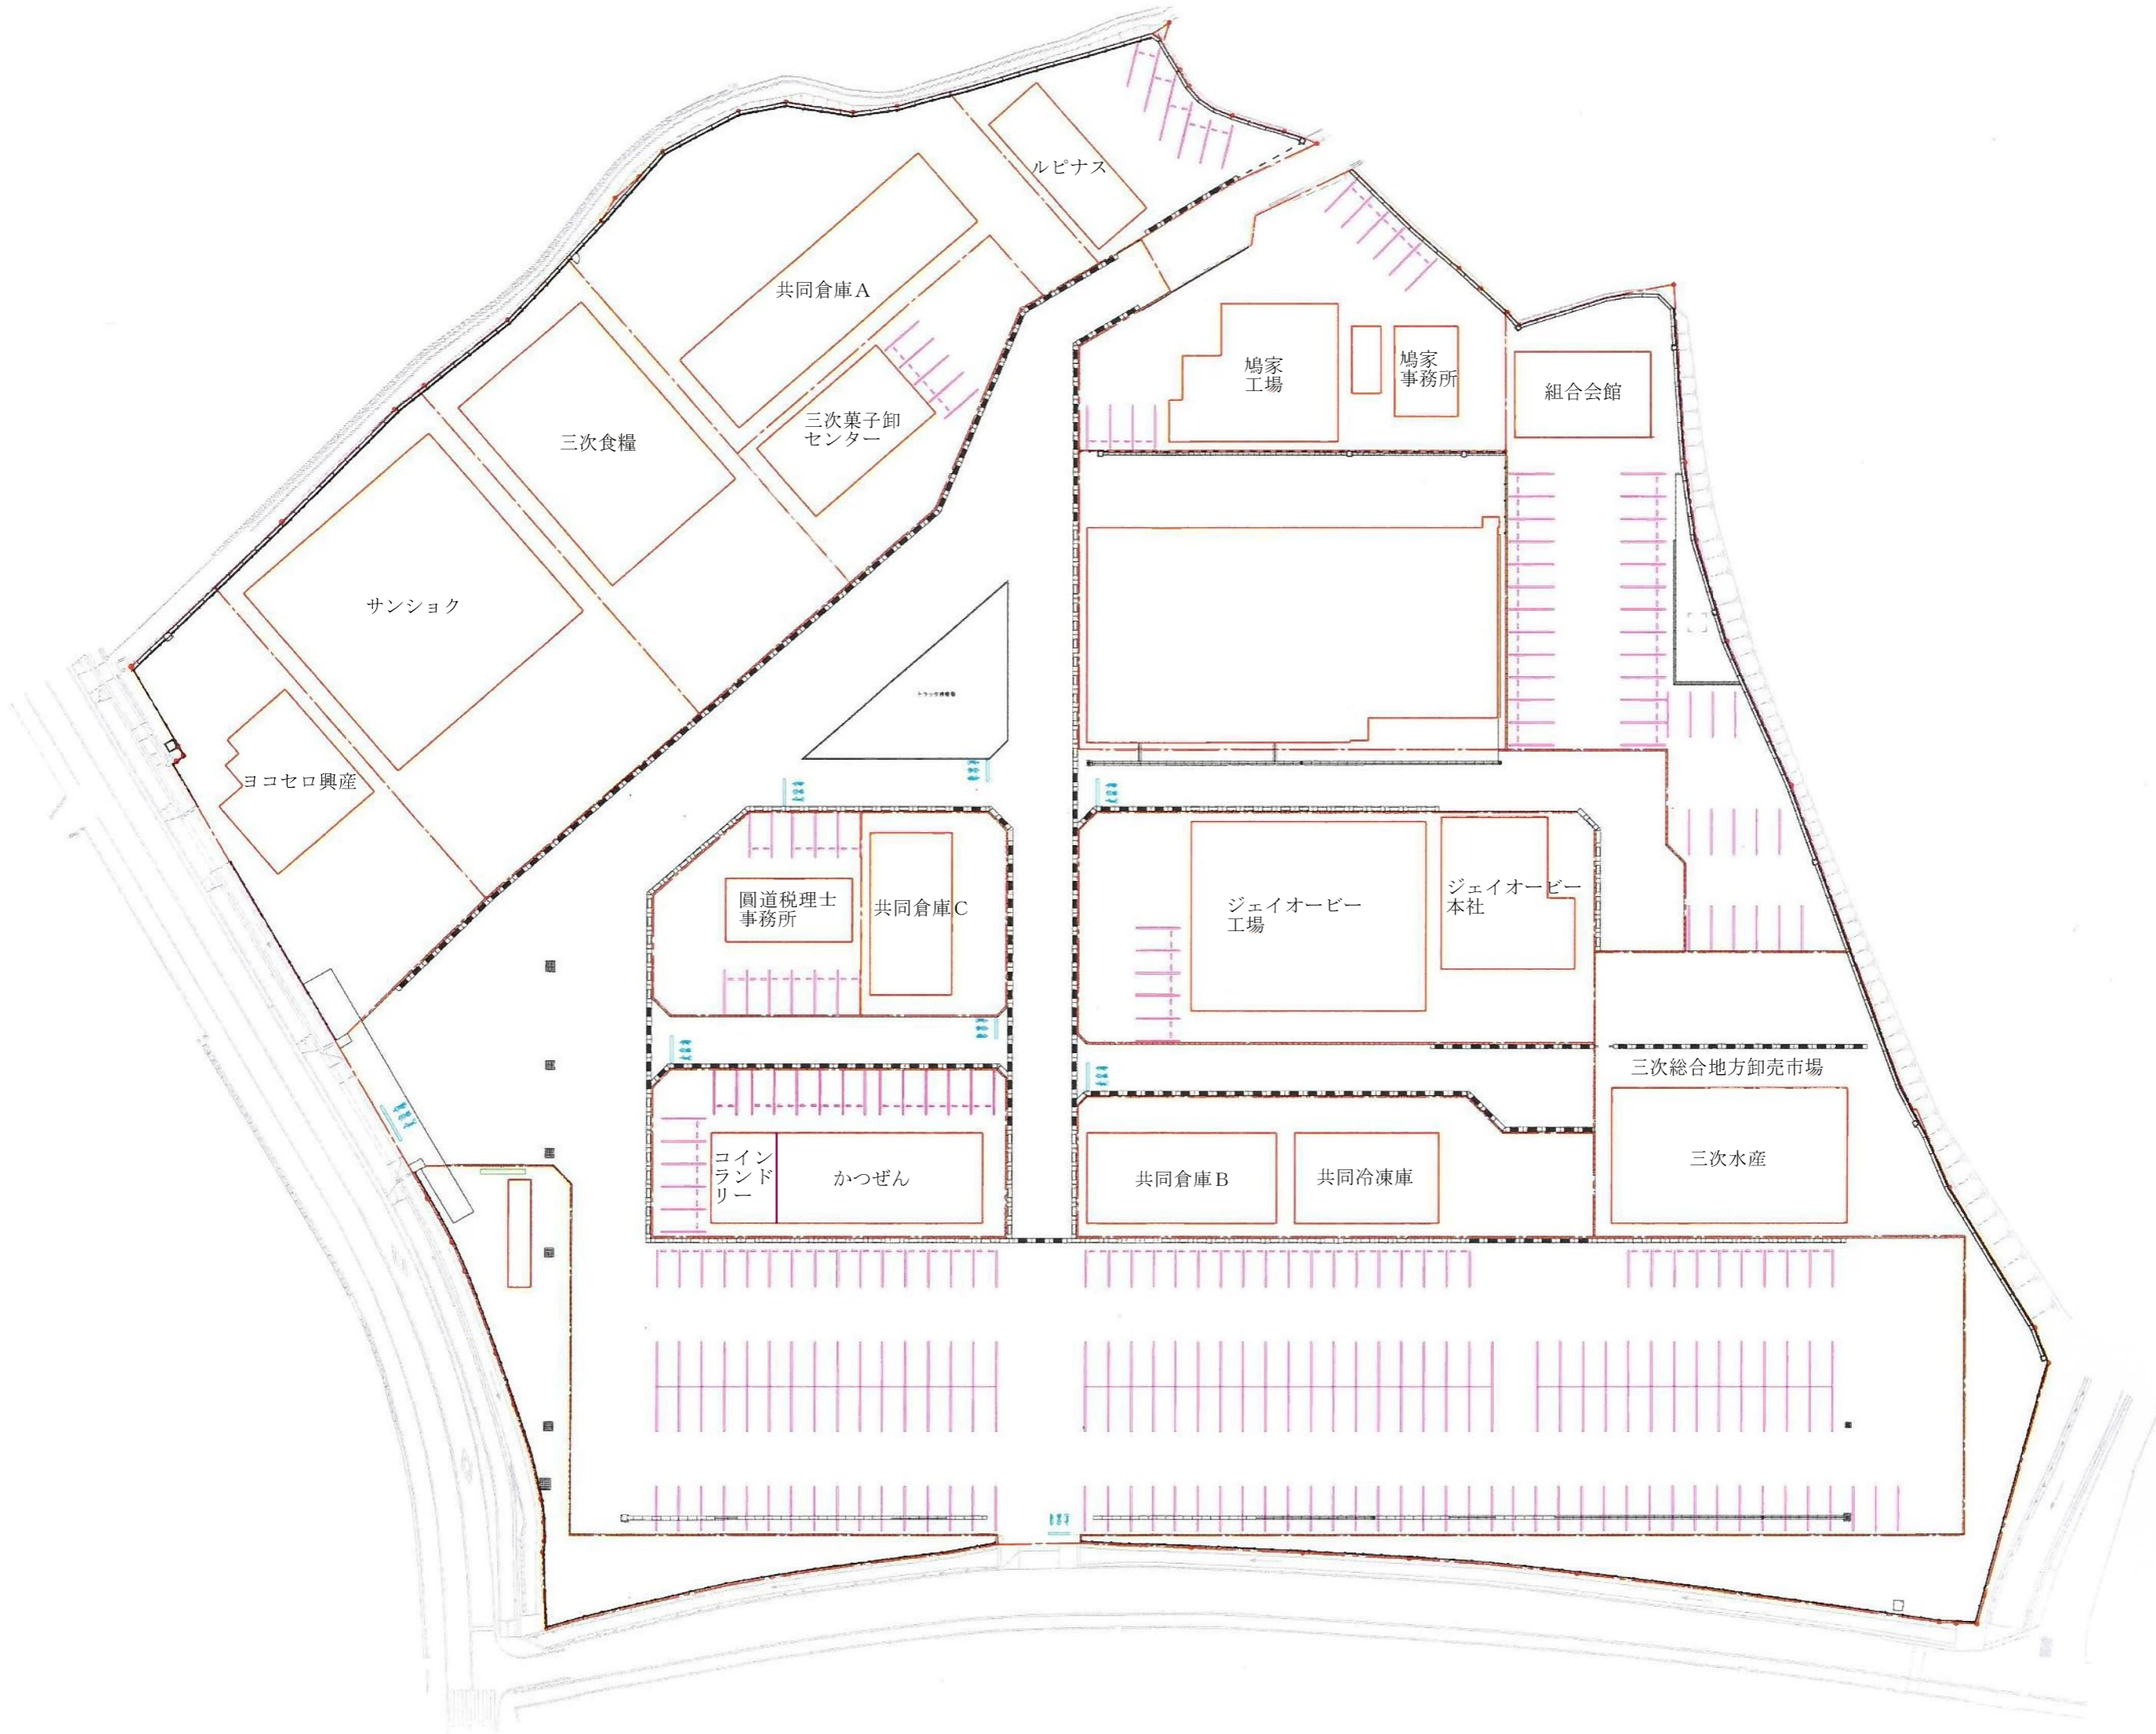 ルピナス
共同倉庫A
鳩家
工場
鳩家
事務所
組合会館
三次菓子卸
センター
三次食糧
サンショク
ヨコセロ興産
圓道税理士
事務所
共同倉庫C
ジェイオービー
工場
ジェイオービー
本社
三次総合地方卸売市場
三次水産
コイン
ランド
リー
かつぜん
共同倉庫B
共同冷凍庫